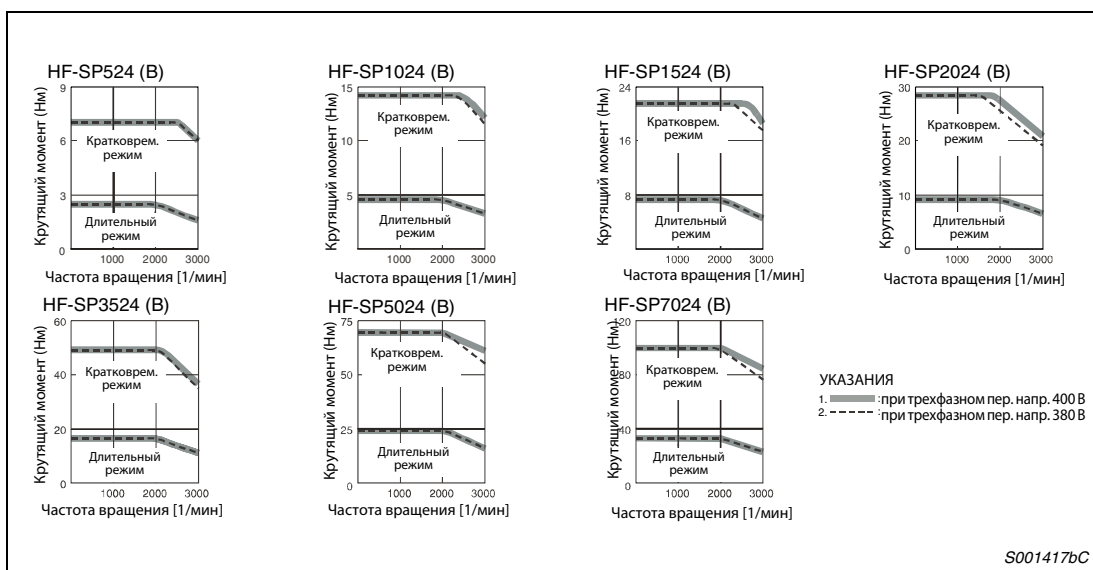 HF-SP524 (B)
Крутящий момент (Нм)
9
6
3
0
Кратковрем.
режим
Длительный
режим
1000 2000 3000
Частота вращения [1/мин]
HF-SP1024 (B)
Крутящий момент (Нм)
15
10
5
0
Кратковрем.
режим
Длительный
режим
1000 2000 3000
Частота вращения [1/мин]
HF-SP1524 (B)
Крутящий момент (Нм)
24
16
8
0
Кратковрем.
режим
Длительный
режим
1000 2000 3000
Частота вращения [1/мин]
HF-SP2024 (B)
Крутящий момент (Нм)
30
20
10
0
Кратковрем.
режим
Длительный
режим
1000 2000 3000
Частота вращения [1/мин]
HF-SP3524 (B)
Крутящий момент (Нм)
60
40
20
0
Кратковрем.
режим
Длительный
режим
1000 2000 3000
Частота вращения [1/мин]
HF-SP5024 (B)
Крутящий момент (Нм)
75
50
25
0
Кратковрем.
режим
Длительный
режим
1000 2000 3000
Частота вращения [1/мин]
HF-SP7024 (B)
Крутящий момент (Нм)
120
80
40
0
Кратковрем.
режим
Длительный
режим
1000 2000 3000
Частота вращения [1/мин]
УКАЗАНИЯ
1. :при трехфазном пер. напр. 400 В
2. :при трехфазном пер. напр. 380 В
S001417bC